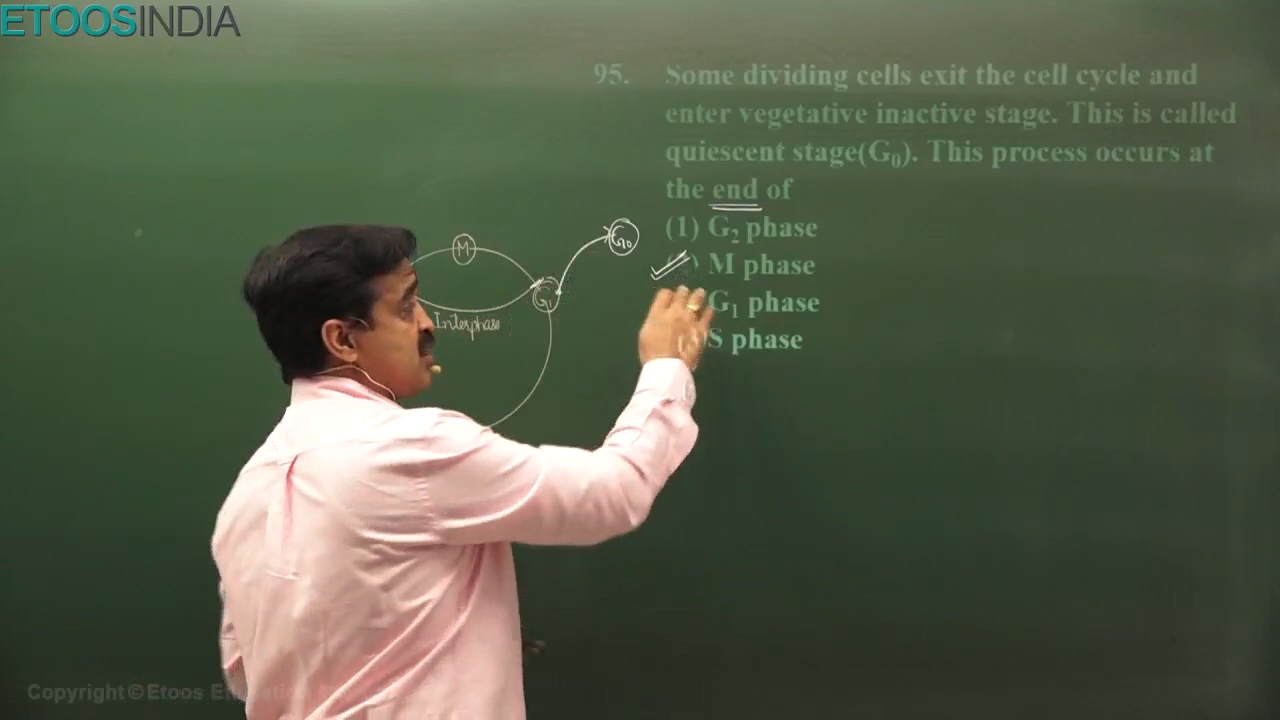 ETOOSINDIA
95. Some dividing cells exit the cell cycle and
enter vegetative inactive stage. This is called
quiescent stage(G₀). This process occurs at
the end of
(1) G₂ phase
M phase
G₁ phase
S phase
M
G₁
G₀
Interphase
Copyright©Etoos